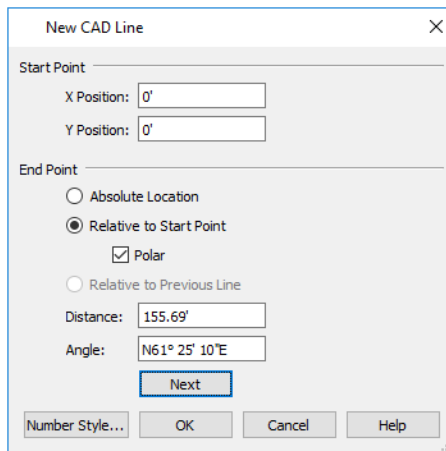 New CAD Line
Start Point
X Position: 0'
Y Position: 0'
End Point
Absolute Location
Relative to Start Point
Polar
Relative to Previous Line
Distance: 155.69'
Angle: N61° 25' 10"E
Next
Number Style... OK Cancel Help